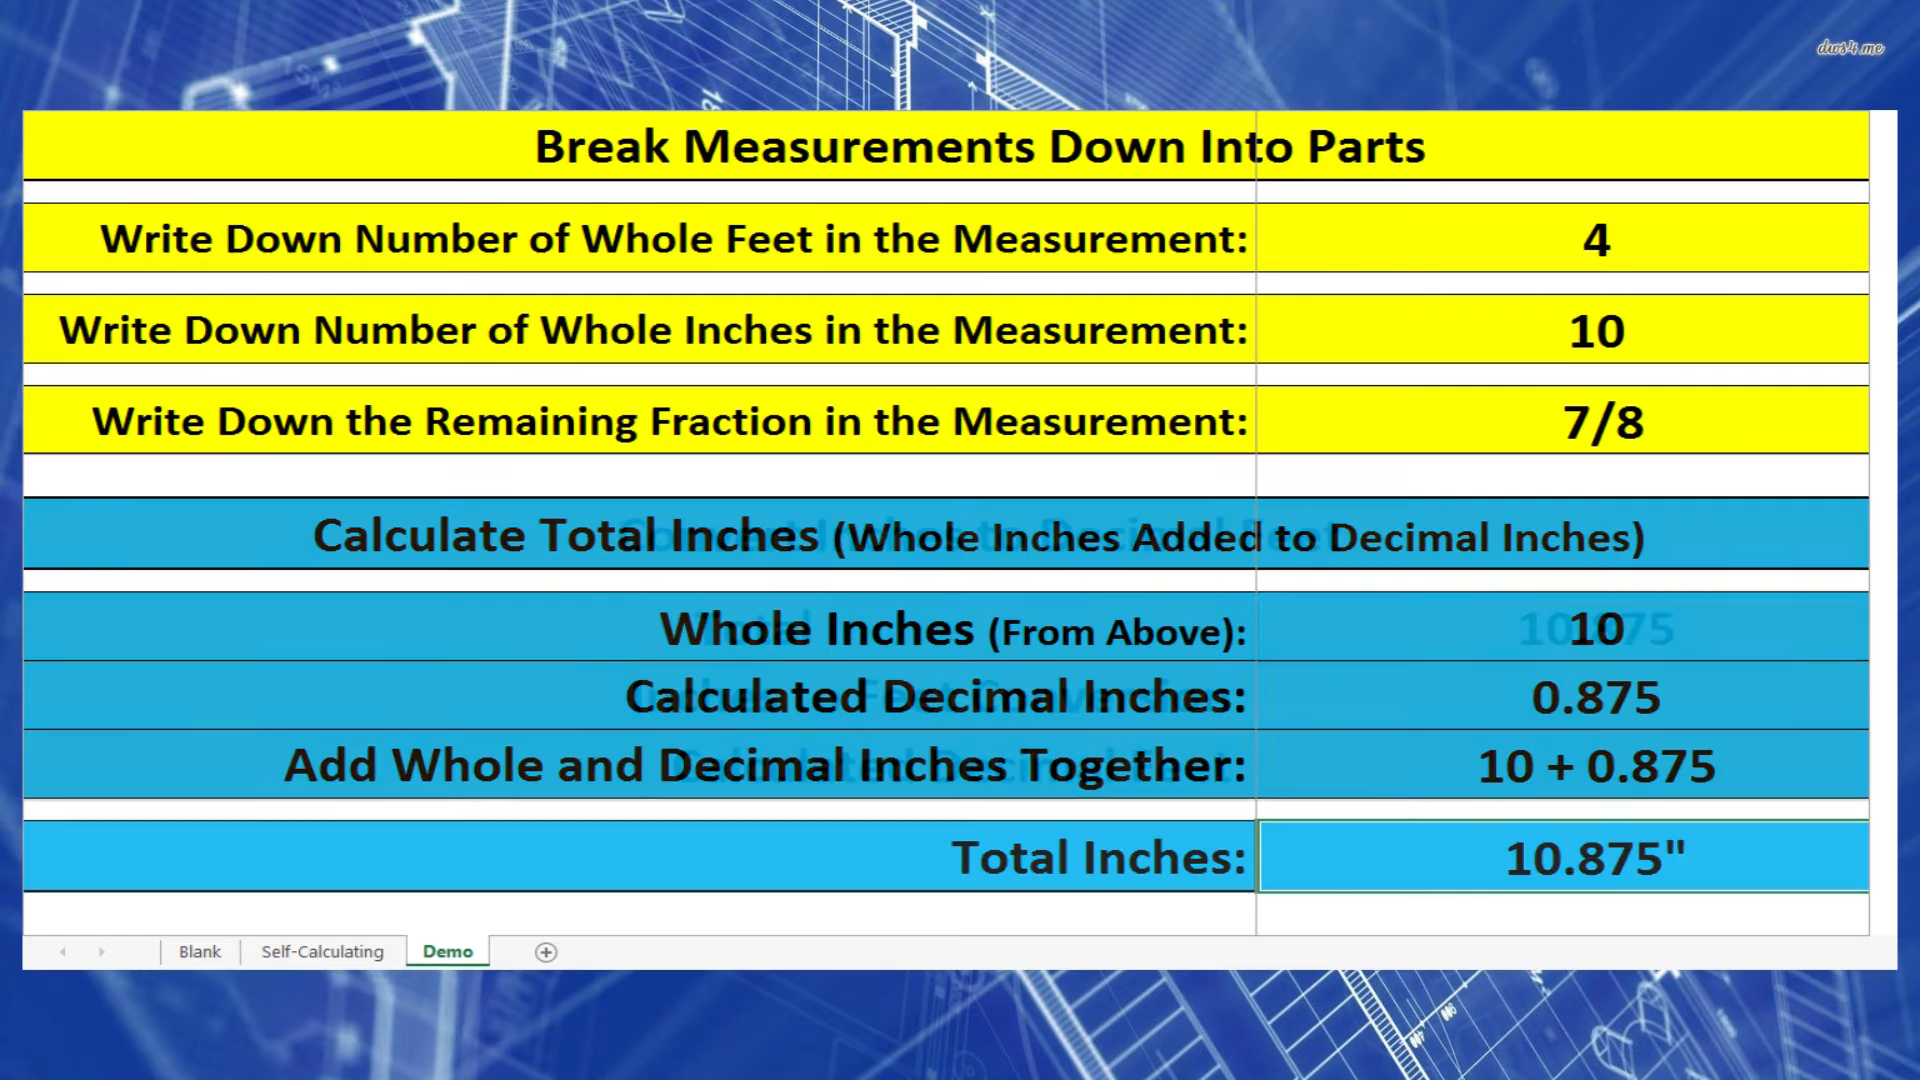 dws4.me
Break Measurements Down Into Parts
Write Down Number of Whole Feet in the Measurement: 4
Write Down Number of Whole Inches in the Measurement: 10
Write Down the Remaining Fraction in the Measurement: 7/8
Calculate Total Inches (Whole Inches Added to Decimal Inches)
Whole Inches (From Above): 10
Calculated Decimal Inches: 0.875
Add Whole and Decimal Inches Together: 10 + 0.875
Total Inches: 10.875"
Blank Self-Calculating Demo